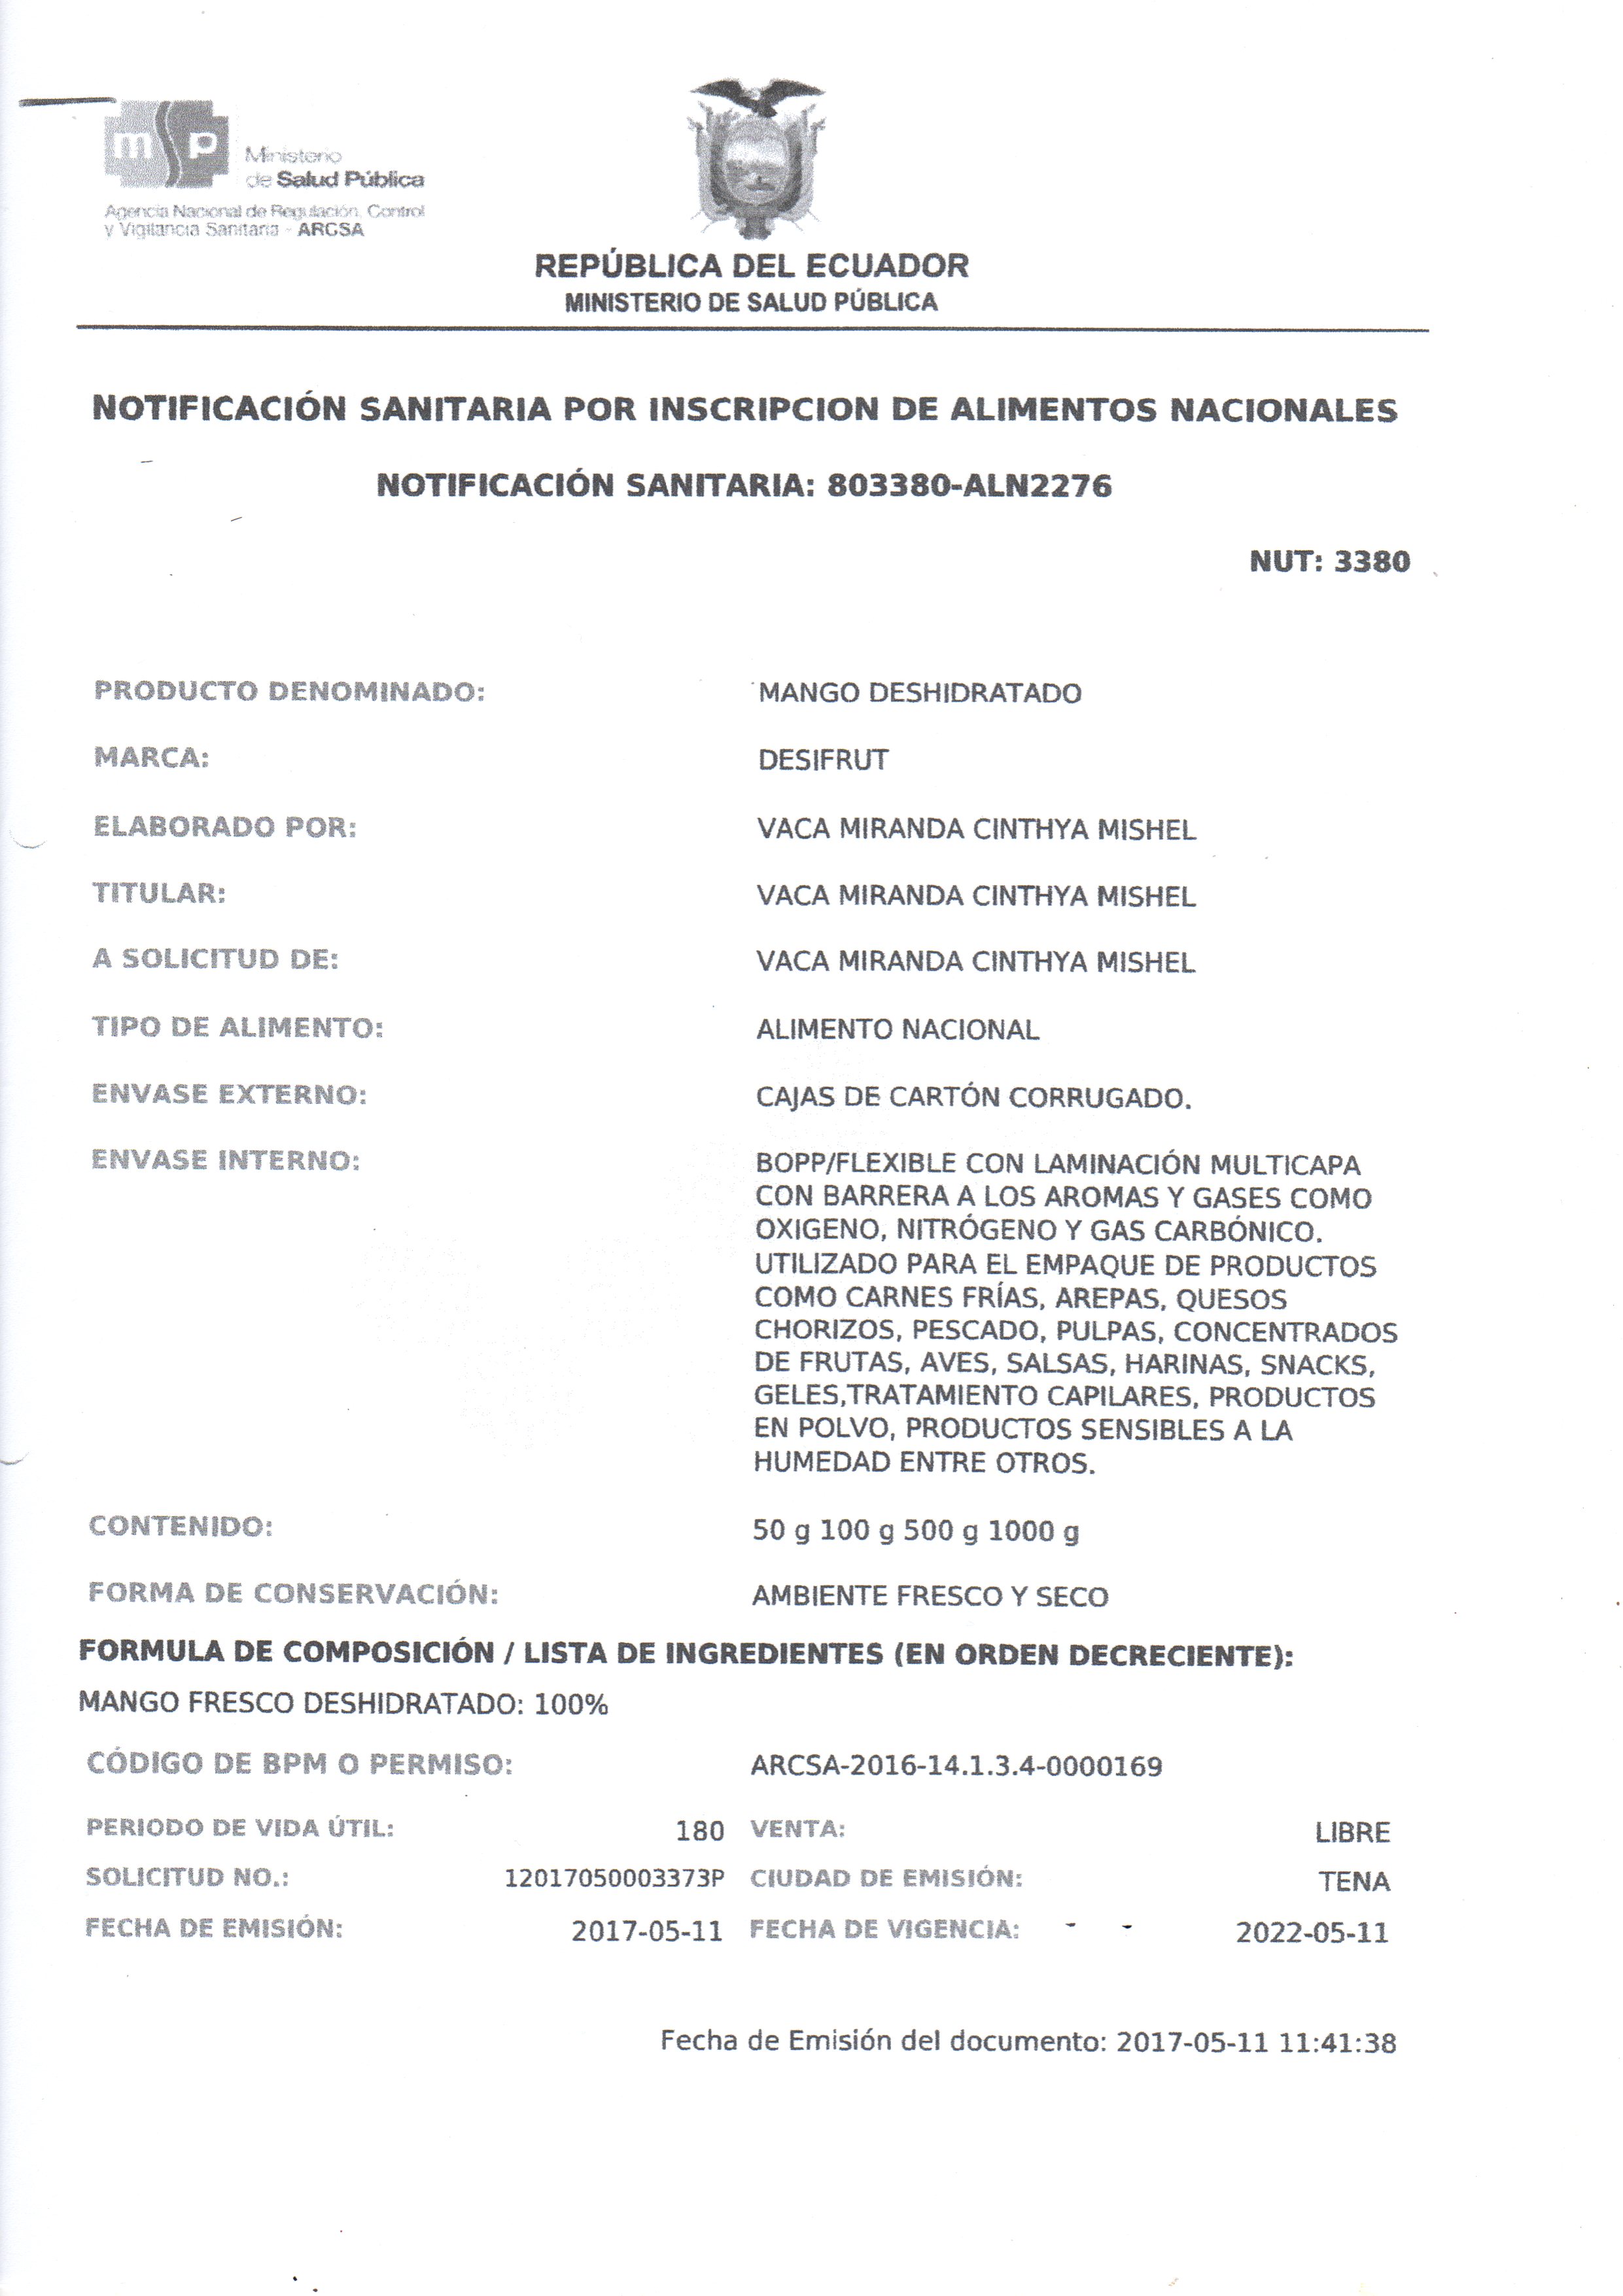 msp
Ministerio
de Salud Pública
Agencia Nacional de Regulación, Control
y Vigilancia Sanitaria - ARCSA
REPÚBLICA DEL ECUADOR
MINISTERIO DE SALUD PÚBLICA
NOTIFICACIÓN SANITARIA POR INSCRIPCION DE ALIMENTOS NACIONALES
NOTIFICACIÓN SANITARIA: 803380-ALN2276
NUT: 3380
PRODUCTO DENOMINADO: MANGO DESHIDRATADO
MARCA: DESIFRUT
ELABORADO POR: VACA MIRANDA CINTHYA MISHEL
TITULAR: VACA MIRANDA CINTHYA MISHEL
A SOLICITUD DE: VACA MIRANDA CINTHYA MISHEL
TIPO DE ALIMENTO: ALIMENTO NACIONAL
ENVASE EXTERNO: CAJAS DE CARTÓN CORRUGADO.
ENVASE INTERNO: BOPP/FLEXIBLE CON LAMINACIÓN MULTICAPA
CON BARRERA A LOS AROMAS Y GASES COMO
OXIGENO, NITRÓGENO Y GAS CARBÓNICO.
UTILIZADO PARA EL EMPAQUE DE PRODUCTOS
COMO CARNES FRÍAS, AREPAS, QUESOS
CHORIZOS, PESCADO, PULPAS, CONCENTRADOS
DE FRUTAS, AVES, SALSAS, HARINAS, SNACKS,
GELES,TRATAMIENTO CAPILARES, PRODUCTOS
EN POLVO, PRODUCTOS SENSIBLES A LA
HUMEDAD ENTRE OTROS.
CONTENIDO: 50 g 100 g 500 g 1000 g
FORMA DE CONSERVACIÓN: AMBIENTE FRESCO Y SECO
FORMULA DE COMPOSICIÓN / LISTA DE INGREDIENTES (EN ORDEN DECRECIENTE):
MANGO FRESCO DESHIDRATADO: 100%
CÓDIGO DE BPM O PERMISO: ARCSA-2016-14.1.3.4-0000169
PERIODO DE VIDA ÚTIL: 180 VENTA: LIBRE
SOLICITUD NO.: 12017050003373P CIUDAD DE EMISIÓN: TENA
FECHA DE EMISIÓN: 2017-05-11 FECHA DE VIGENCIA: 2022-05-11
Fecha de Emisión del documento: 2017-05-11 11:41:38